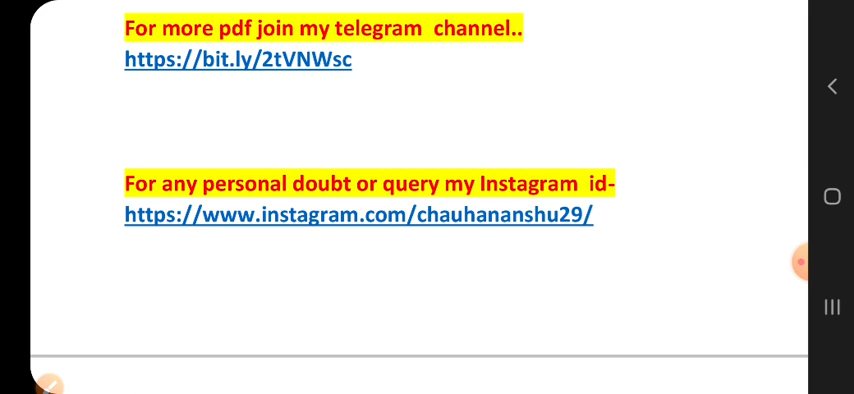 For more pdf join my telegram channel..
https://bit.ly/2tVNWsc
For any personal doubt or query my Instagram id-
https://www.instagram.com/chauhananshu29/